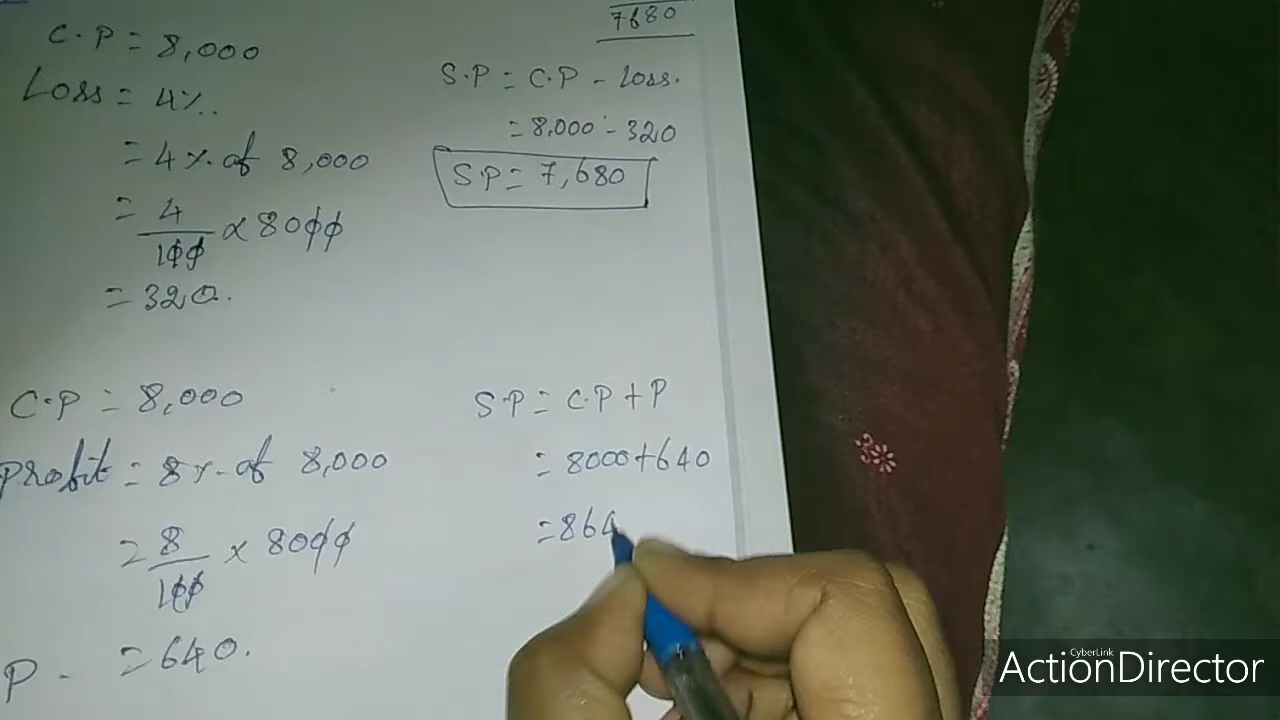 C.P = 8,000
Loss = 4%.
= 4% of 8,000
= 4/100 × 8000
= 320.
7680
S.P = C.P - Loss.
= 8,000 - 320
S.P = 7,680
C.P = 8,000
Profit = 8% of 8,000
= 8/100 × 8000
P. = 640.
S.P = C.P + P
= 8000 + 640
= 864
CyberLink
ActionDirector